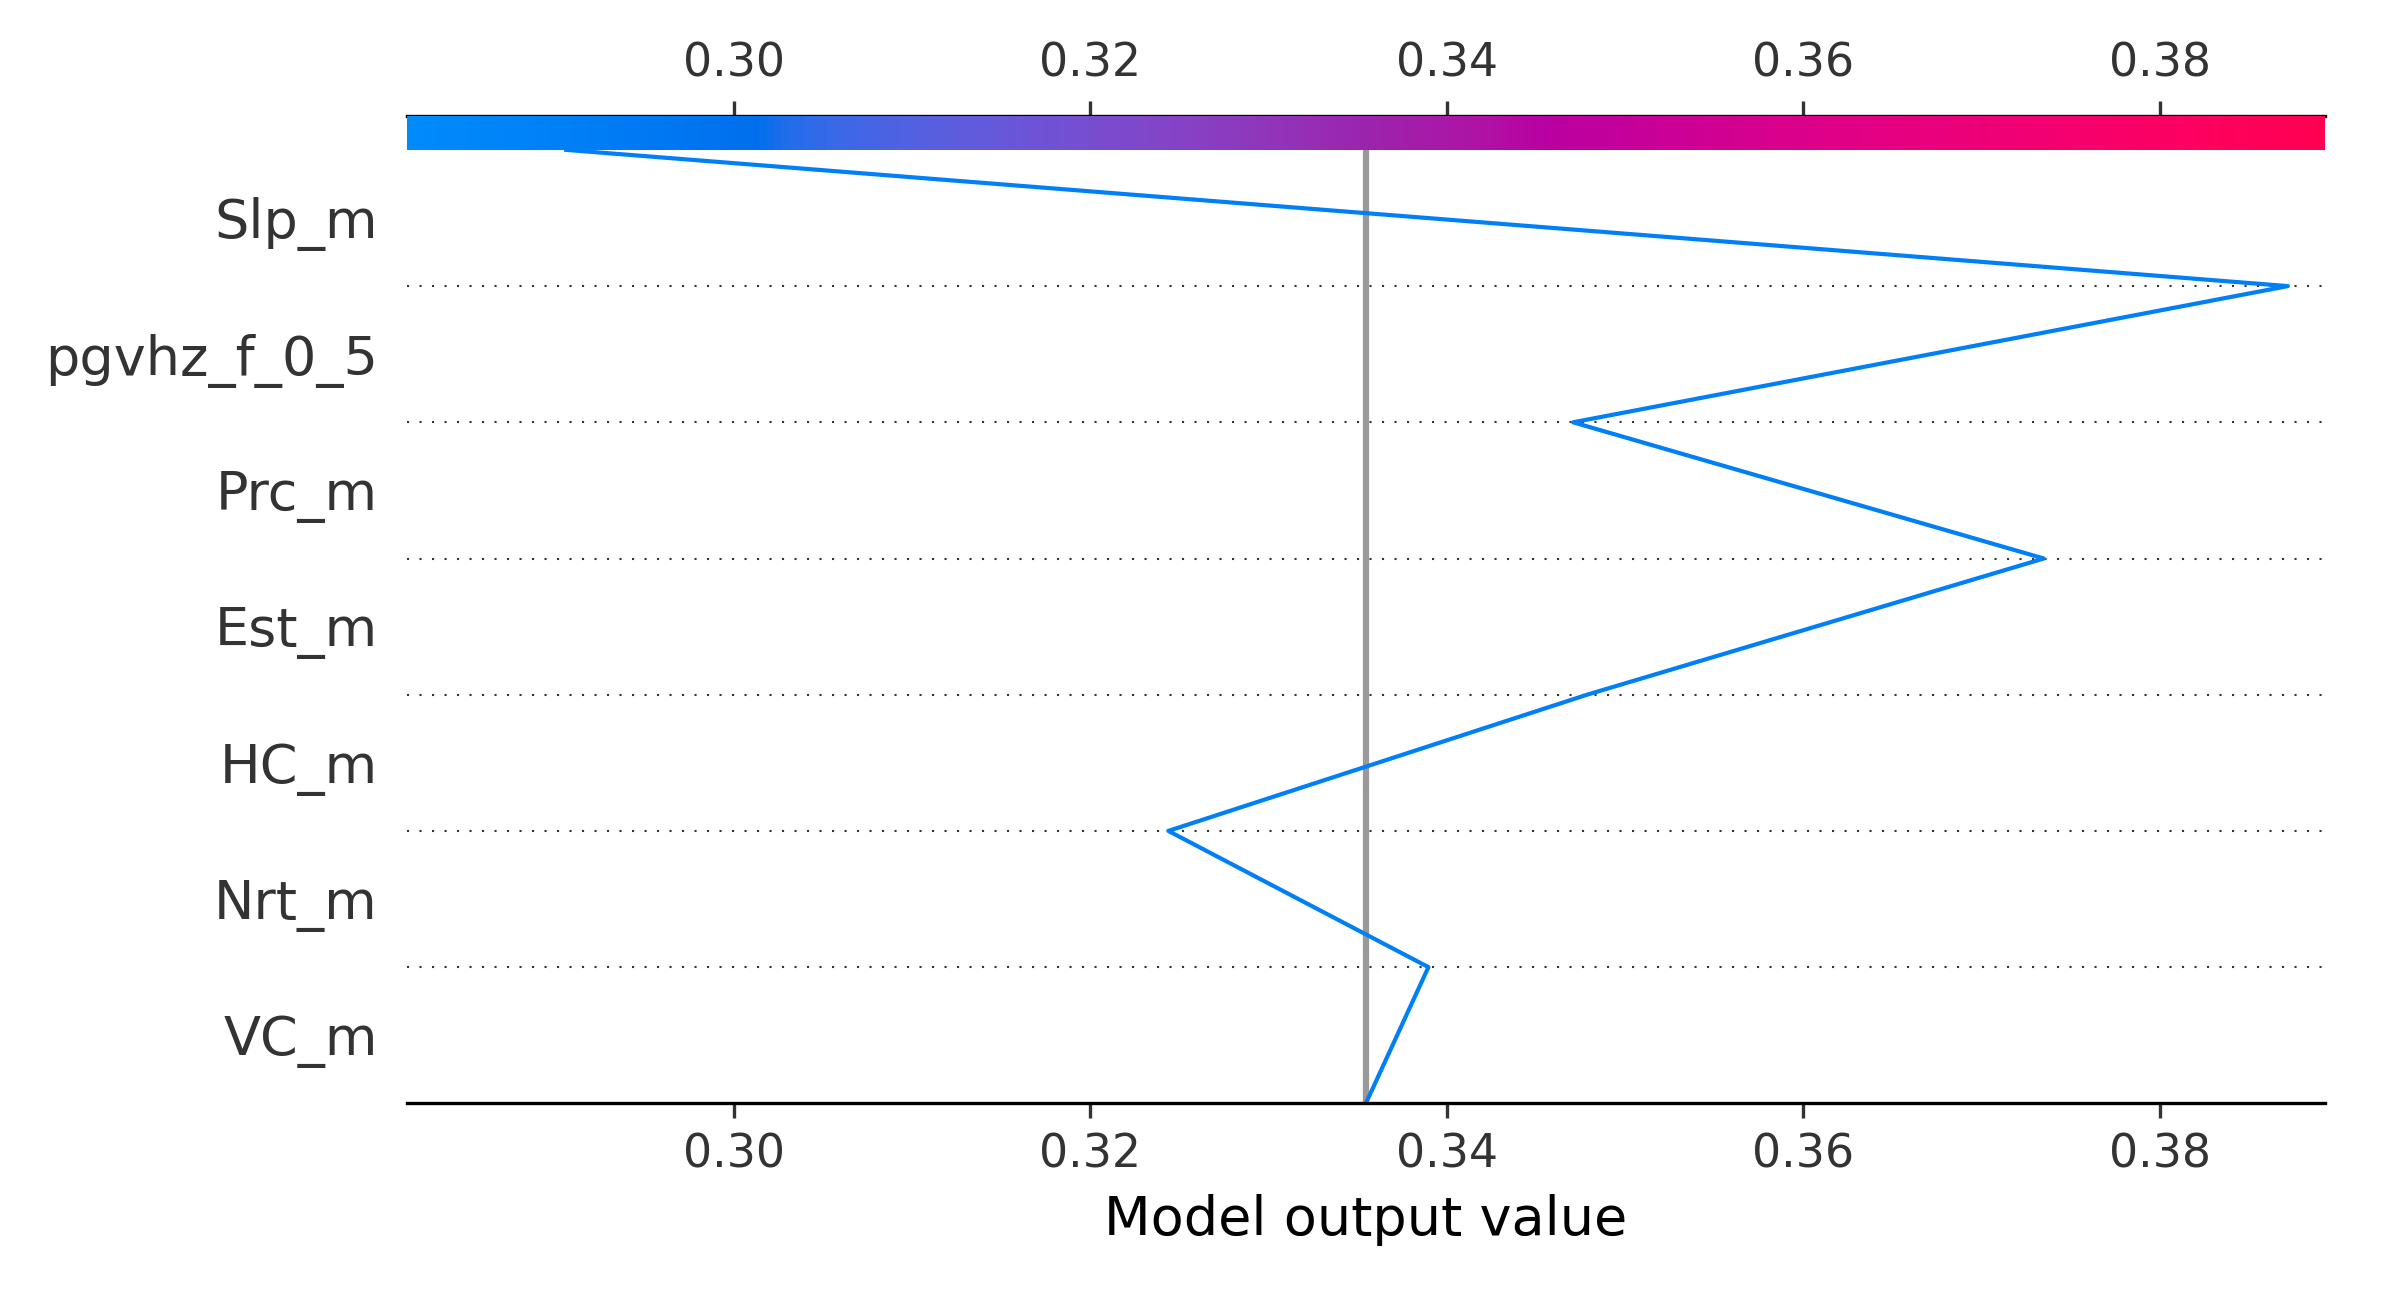 0.30 0.32 0.34 0.36 0.38
Slp_m
pgvhz_f_0_5
Prc_m
Est_m
HC_m
Nrt_m
VC_m
0.30 0.32 0.34 0.36 0.38
Model output value